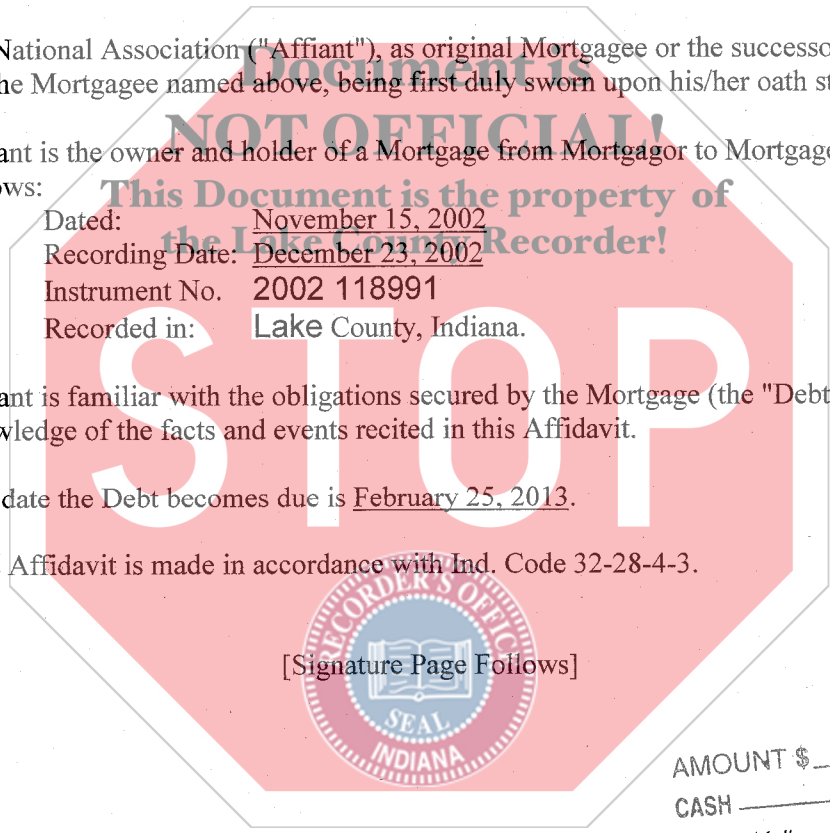 National Association ("Affiant"), as original Mortgagee or the successo
he Mortgagee named above, being first duly sworn upon his/her oath st
Document is
NOT OFFICIAL!
ant is the owner and holder of a Mortgage from Mortgagor to Mortgage
ows:
This Document is the property of
the Lake County Recorder!
Dated: November 15, 2002
Recording Date: December 23, 2002
Instrument No. 2002 118991
Recorded in: Lake County, Indiana.
STOP
ant is familiar with the obligations secured by the Mortgage (the "Debt
wledge of the facts and events recited in this Affidavit.
date the Debt becomes due is February 25, 2013.
Affidavit is made in accordance with Ind. Code 32-28-4-3.
RECORDER'S OFFICE
[Signature Page Follows]
SEAL
INDIANA
AMOUNT $
CASH